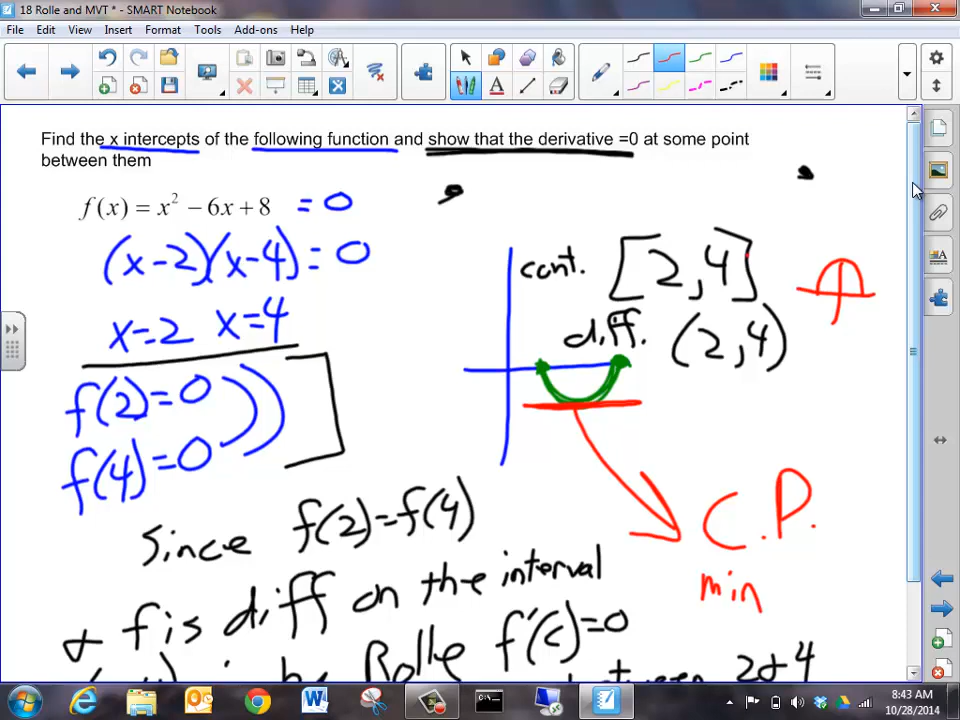 18 Rolle and MVT * - SMART Notebook
File Edit View Insert Format Tools Add-ons Help
Find the x intercepts of the following function and show that the derivative =0 at some point
between them
f(x) = x² − 6x + 8 = 0
(x-2)(x-4) = 0
x=2 x=4
f(2)=0
f(4)=0
cont. [2,4]
diff. (2,4)
C.P.
min
Since f(2)=f(4)
& f is diff on the interval
by Rolle f'(c)=0
between 2 & 4
8:43 AM
10/28/2014